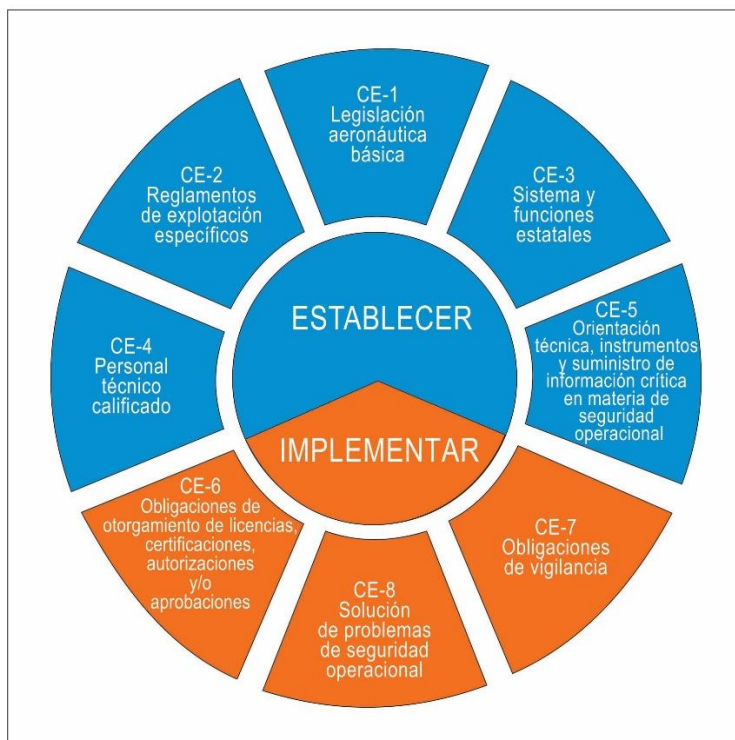 CE-1
Legislación
aeronáutica
básica
CE-2
Reglamentos
de explotación
específicos
CE-3
Sistema y
funciones
estatales
CE-4
Personal
técnico
calificado
ESTABLECER
CE-5
Orientación
técnica, instrumentos
y suministro de
información crítica
en materia de
seguridad
operacional
IMPLEMENTAR
CE-6
Obligaciones de
otorgamiento de licencias,
certificaciones,
autorizaciones
y/o
aprobaciones
CE-8
Solución
de problemas
de seguridad
operacional
CE-7
Obligaciones
de vigilancia